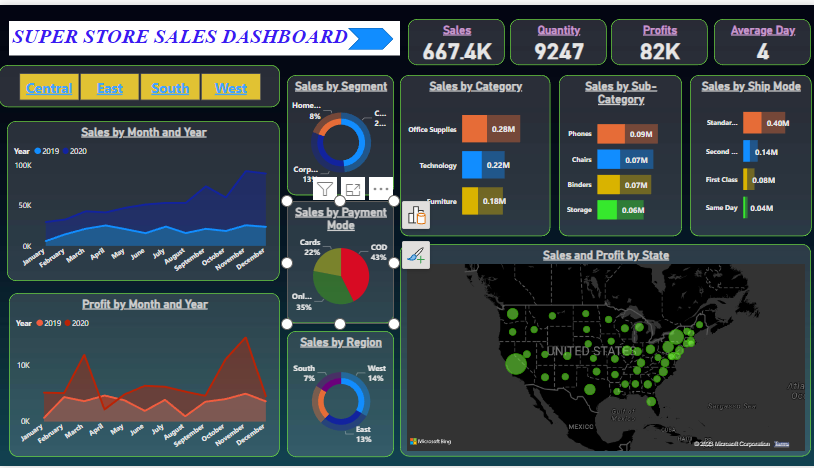 SUPER STORE SALES DASHBOARD
Sales
667.4K
Quantity
9247
Profits
82K
Average Day
4
Central
East
South
West
Sales by Month and Year
Year 2019 2020
100K
50K
0K
January
February
March
April
May
June
July
August
September
October
November
December
Profit by Month and Year
Year 2019 2020
10K
0K
January
February
March
April
May
June
July
August
September
October
November
December
Sales by Segment
Home...
8%
C...
2...
Corp...
13%
Sales by Payment
Mode
Cards
22%
COD
43%
Onl...
35%
Sales by Region
South
7%
West
14%
East
13%
Sales by Category
Office Supplies
0.28M
Technology
0.22M
Furniture
0.18M
Sales by Sub-
Category
Phones
0.09M
Chairs
0.07M
Binders
0.07M
Storage
0.06M
Sales by Ship Mode
Standar...
0.40M
Second ...
0.14M
First Class
0.08M
Same Day
0.04M
Sales and Profit by State
UNITED STATES
MEXICO
Microsoft Bing
© 2023 Microsoft Corporation Terms